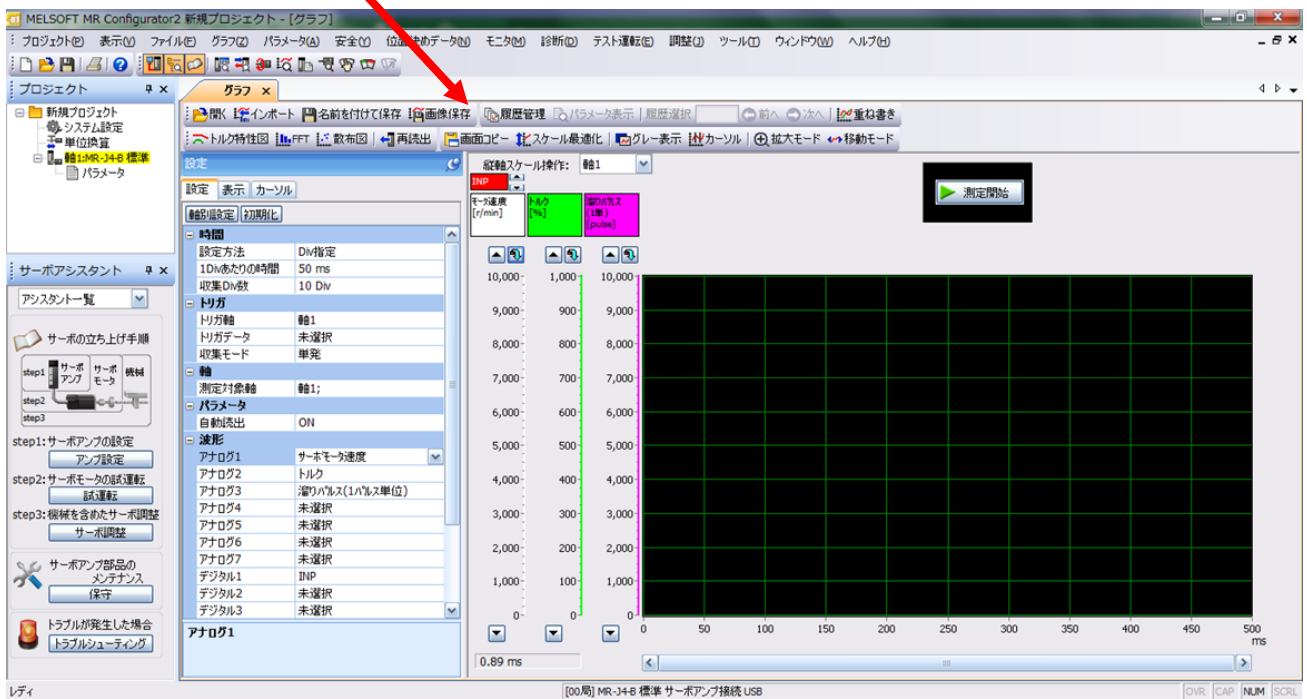 MELSOFT MR Configurator2 新規プロジェクト - [グラフ]
プロジェクト(P) 表示(V) ファイル(F) グラフ(Z) パラメータ(A) 安全(Y) 位置決めデータ(N) モニタ(M) 診断(D) テスト運転(E) 調整(J) ツール(T) ウィンドウ(W) ヘルプ(H)
プロジェクト
グラフ
新規プロジェクト
システム設定
単位換算
軸1:MR-J4-B 標準
パラメータ
開く インポート 名前を付けて保存 画像保存 履歴管理 パラメータ表示 履歴選択 前へ 次へ 重ね書き
トルク特性図 FFT 散布図 再読出 画面コピー スケール最適化 グレー表示 カーソル 拡大モード 移動モード
設定
設定 表示 カーソル
軸別設定 初期化
時間
設定方法 Div指定
1Divあたりの時間 50 ms
収集Div数 10 Div
トリガ
トリガ軸 軸1
トリガデータ 未選択
収集モード 単発
軸
測定対象軸 軸1;
パラメータ
自動読出 ON
波形
アナログ1 サーボモータ速度
アナログ2 トルク
アナログ3 溜りパルス(1パルス単位)
アナログ4 未選択
アナログ5 未選択
アナログ6 未選択
アナログ7 未選択
デジタル1 INP
デジタル2 未選択
デジタル3 未選択
アナログ1
サーボアシスタント
アシスタント一覧
サーボの立ち上げ手順
step1
サーボ
アンプ
サーボ
モータ
機械
step2
step3
step1:サーボアンプの設定
アンプ設定
step2:サーボモータの試運転
試運転
step3:機械を含めたサーボ調整
サーボ調整
サーボアンプ部品の
メンテナンス
保守
トラブルが発生した場合
トラブルシューティング
縦軸スケール操作: 軸1
INP
モータ速度
[r/min]
トルク
[%]
溜りパルス
(1単)
[pulse]
測定開始
10,000 1,000 10,000
9,000 900 9,000
8,000 800 8,000
7,000 700 7,000
6,000 600 6,000
5,000 500 5,000
4,000 400 4,000
3,000 300 3,000
2,000 200 2,000
1,000 100 1,000
0 0 0
0 50 100 150 200 250 300 350 400 450 500
ms
0.89 ms
レディ
[00局] MR-J4-B 標準 サーボアンプ接続 USB
OVR CAP NUM SCRL